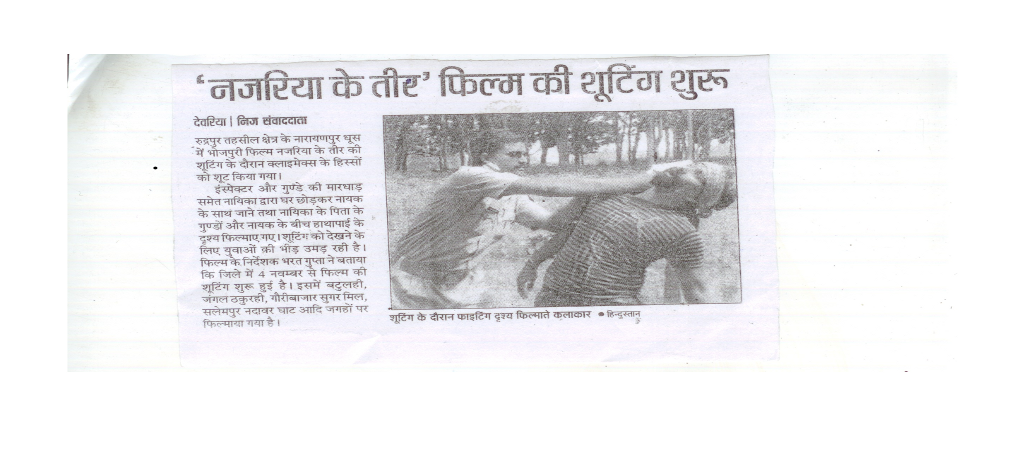 ‘नजरिया के तीर’ फिल्म की शूटिंग शुरू
देवरिया | निज संवाददाता
रुद्रपुर तहसील क्षेत्र के नारायणपुर धूस
में भोजपुरी फिल्म नजरिया के तीर की
शूटिंग के दौरान क्लाइमेक्स के हिस्सों
को शूट किया गया।
इंस्पेक्टर और गुण्डे की मारधाड़
समेत नायिका द्वारा घर छोड़कर नायक
के साथ जाने तथा नायिका के पिता के
गुण्डों और नायक के बीच हाथापाई के
दृश्य फिल्माए गए। शूटिंग को देखने के
लिए युवाओं की भीड़ उमड़ रही है।
फिल्म के निर्देशक भरत गुप्ता ने बताया
कि जिले में 4 नवम्बर से फिल्म की
शूटिंग शुरू हुई है। इसमें बटुलही,
जंगल ठकुरही, गौरीबाजार सुगर मिल,
सलेमपुर नदावर घाट आदि जगहों पर
फिल्माया गया है।
शूटिंग के दौरान फाइटिंग दृश्य फिल्माते कलाकार ● हिन्दुस्तान